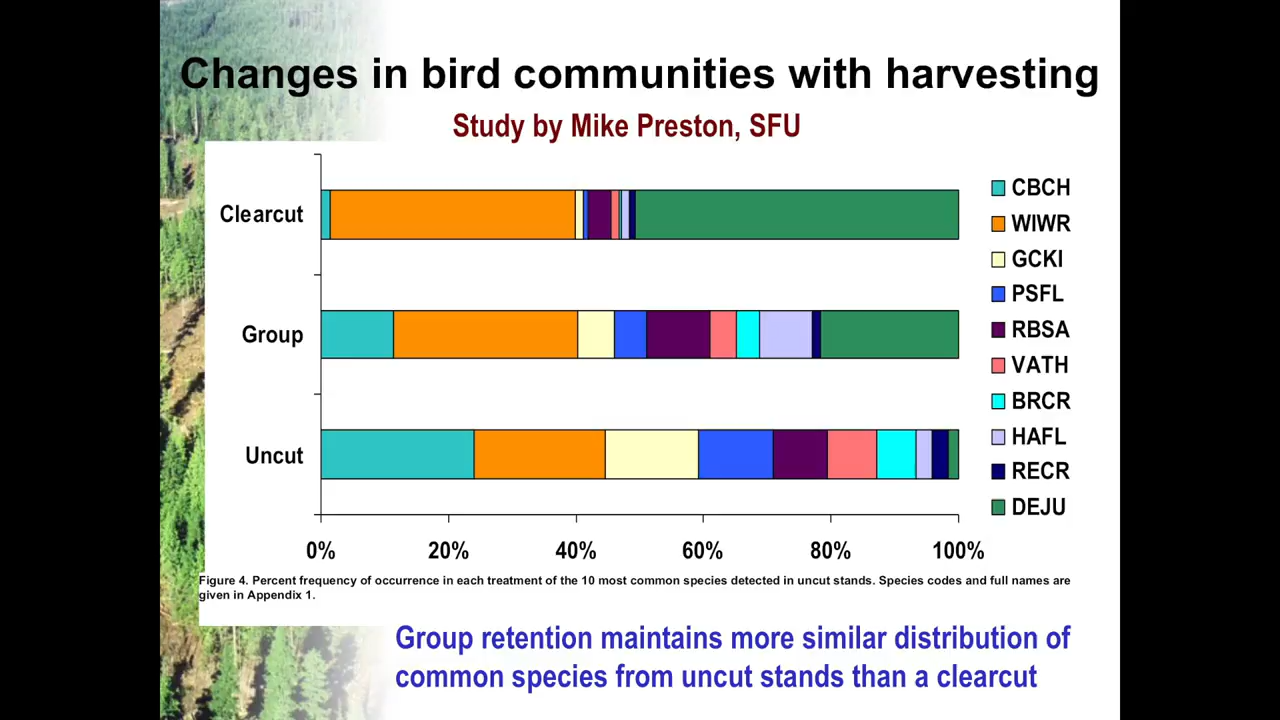 Changes in bird communities with harvesting
Study by Mike Preston, SFU
Clearcut
Group
Uncut
0% 20% 40% 60% 80% 100%
CBCH
WIWR
GCKI
PSFL
RBSA
VATH
BRCR
HAFL
RECR
DEJU
Figure 4. Percent frequency of occurrence in each treatment of the 10 most common species detected in uncut stands. Species codes and full names are
given in Appendix 1.
Group retention maintains more similar distribution of
common species from uncut stands than a clearcut